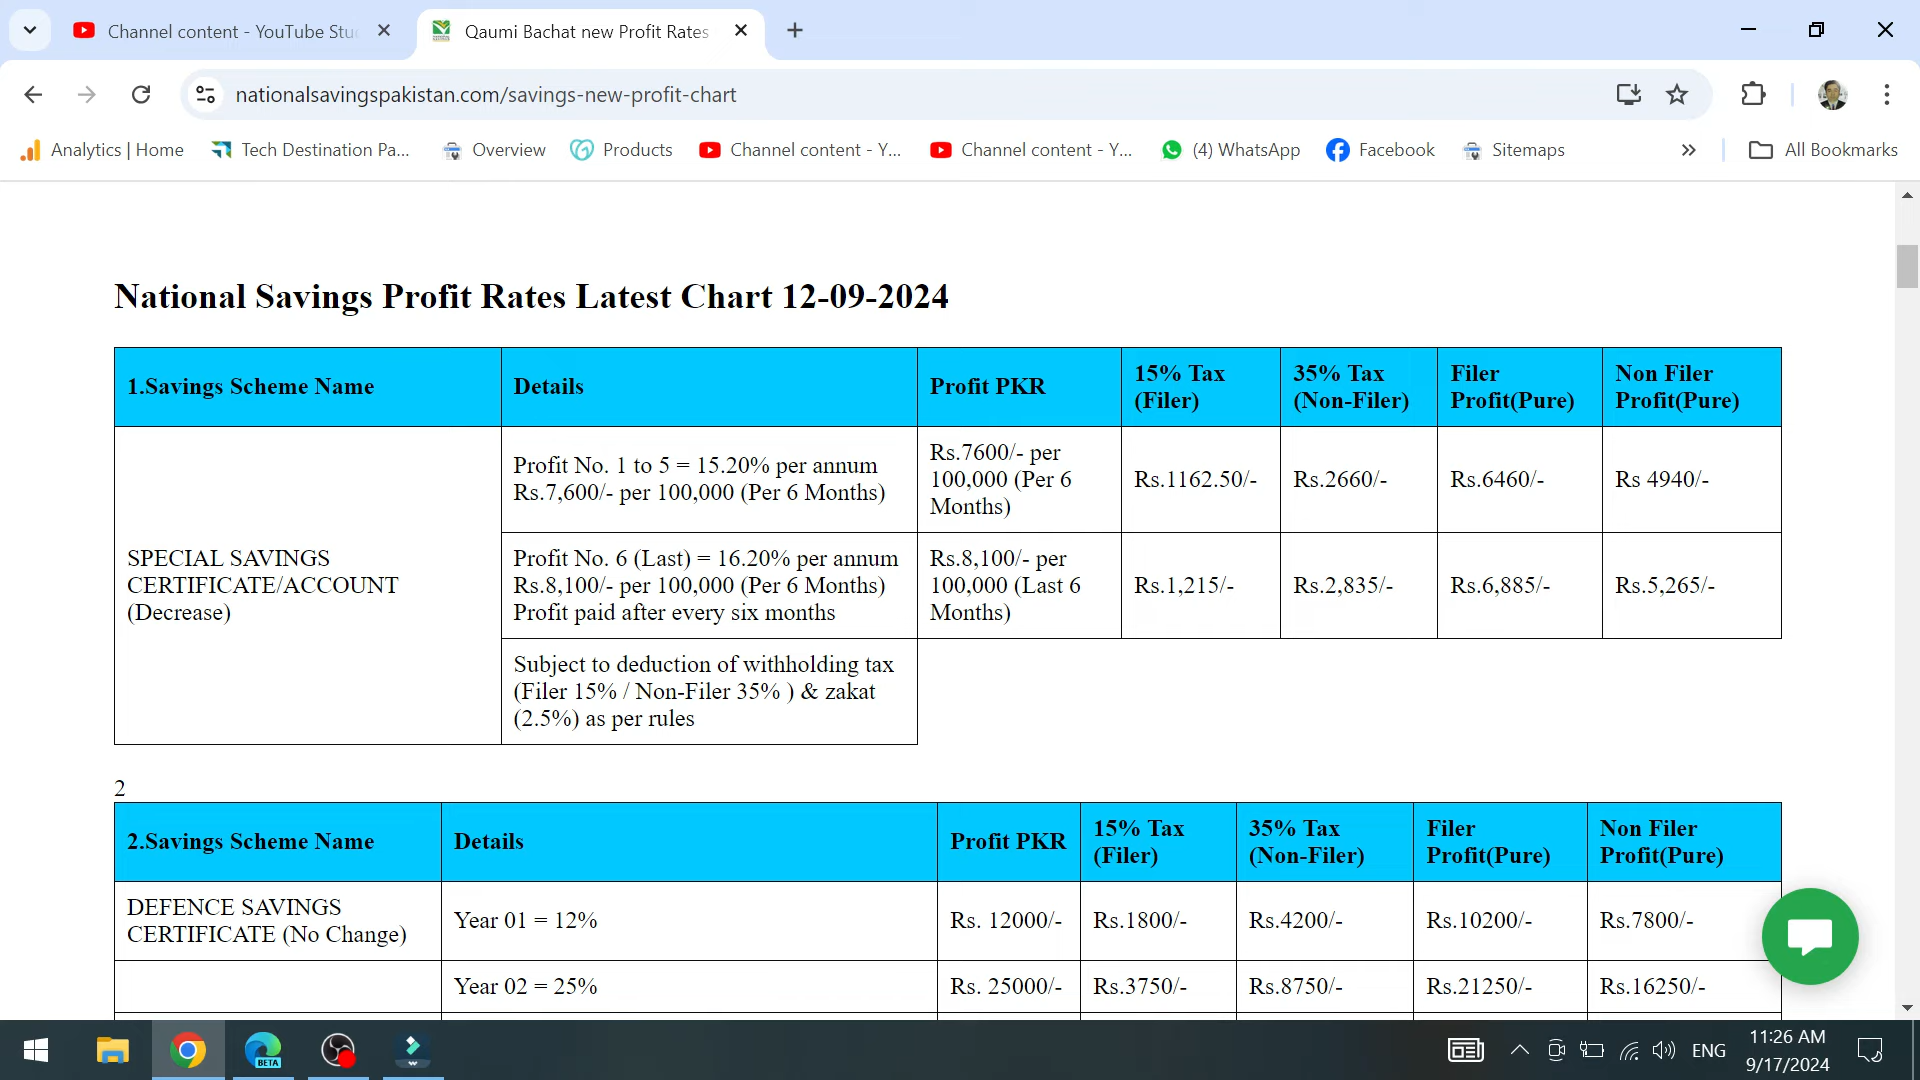 Channel content - YouTube Stu
Qaumi Bachat new Profit Rates
nationalsavingspakistan.com/savings-new-profit-chart
Analytics | Home
Tech Destination Pa...
Overview
Products
Channel content - Y...
Channel content - Y...
(4) WhatsApp
Facebook
Sitemaps
All Bookmarks
National Savings Profit Rates Latest Chart 12-09-2024
1.Savings Scheme Name
Details
Profit PKR
15% Tax
(Filer)
35% Tax
(Non-Filer)
Filer
Profit(Pure)
Non Filer
Profit(Pure)
SPECIAL SAVINGS
CERTIFICATE/ACCOUNT
(Decrease)
Profit No. 1 to 5 = 15.20% per annum
Rs.7,600/- per 100,000 (Per 6 Months)
Rs.7600/- per
100,000 (Per 6
Months)
Rs.1162.50/-
Rs.2660/-
Rs.6460/-
Rs 4940/-
Profit No. 6 (Last) = 16.20% per annum
Rs.8,100/- per 100,000 (Per 6 Months)
Profit paid after every six months
Rs.8,100/- per
100,000 (Last 6
Months)
Rs.1,215/-
Rs.2,835/-
Rs.6,885/-
Rs.5,265/-
Subject to deduction of withholding tax
(Filer 15% / Non-Filer 35% ) & zakat
(2.5%) as per rules
2
2.Savings Scheme Name
Details
Profit PKR
15% Tax
(Filer)
35% Tax
(Non-Filer)
Filer
Profit(Pure)
Non Filer
Profit(Pure)
DEFENCE SAVINGS
CERTIFICATE (No Change)
Year 01 = 12%
Rs. 12000/-
Rs.1800/-
Rs.4200/-
Rs.10200/-
Rs.7800/-
Year 02 = 25%
Rs. 25000/-
Rs.3750/-
Rs.8750/-
Rs.21250/-
Rs.16250/-
BETA
ENG
11:26 AM
9/17/2024